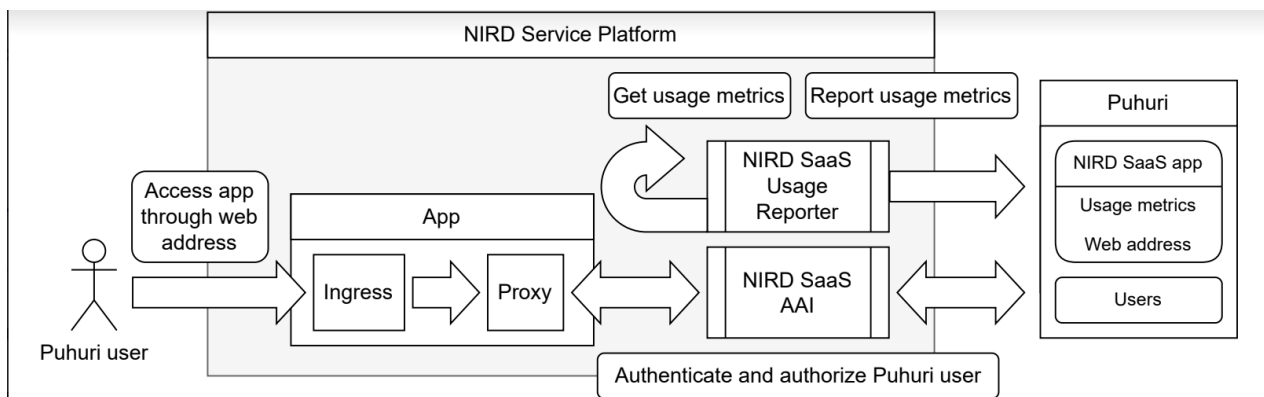 NIRD Service Platform
Get usage metrics
Report usage metrics
Puhuri
NIRD SaaS app
Usage metrics
Web address
Users
NIRD SaaS
Usage
Reporter
Access app
through web
address
App
Ingress
Proxy
NIRD SaaS
AAI
Puhuri user
Authenticate and authorize Puhuri user